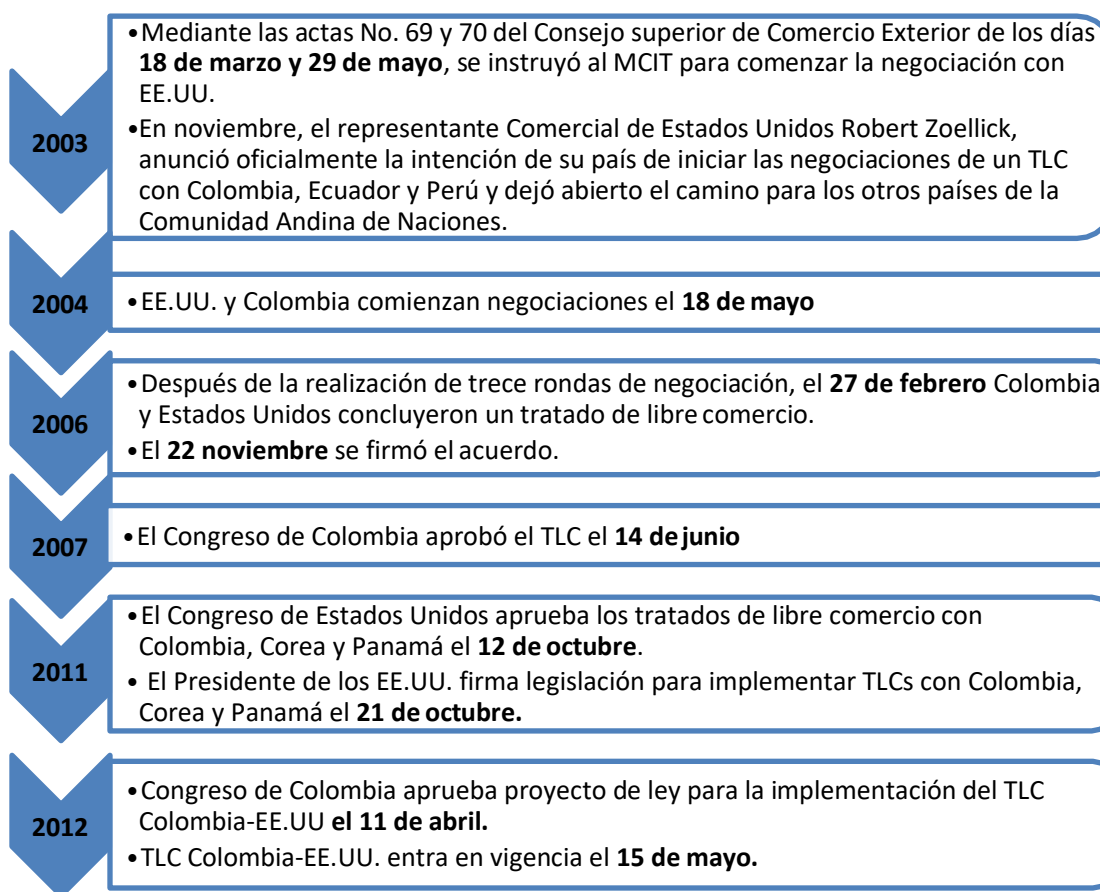 •Mediante las actas No. 69 y 70 del Consejo superior de Comercio Exterior de los días
18 de marzo y 29 de mayo, se instruyó al MCIT para comenzar la negociación con
EE.UU.
2003
•En noviembre, el representante Comercial de Estados Unidos Robert Zoellick,
anunció oficialmente la intención de su país de iniciar las negociaciones de un TLC
con Colombia, Ecuador y Perú y dejó abierto el camino para los otros países de la
Comunidad Andina de Naciones.
2004
•EE.UU. y Colombia comienzan negociaciones el 18 de mayo
2006
•Después de la realización de trece rondas de negociación, el 27 de febrero Colombia
y Estados Unidos concluyeron un tratado de libre comercio.
•El 22 noviembre se firmó el acuerdo.
2007
•El Congreso de Colombia aprobó el TLC el 14 de junio
2011
•El Congreso de Estados Unidos aprueba los tratados de libre comercio con
Colombia, Corea y Panamá el 12 de octubre.
• El Presidente de los EE.UU. firma legislación para implementar TLCs con Colombia,
Corea y Panamá el 21 de octubre.
2012
•Congreso de Colombia aprueba proyecto de ley para la implementación del TLC
Colombia-EE.UU el 11 de abril.
•TLC Colombia-EE.UU. entra en vigencia el 15 de mayo.